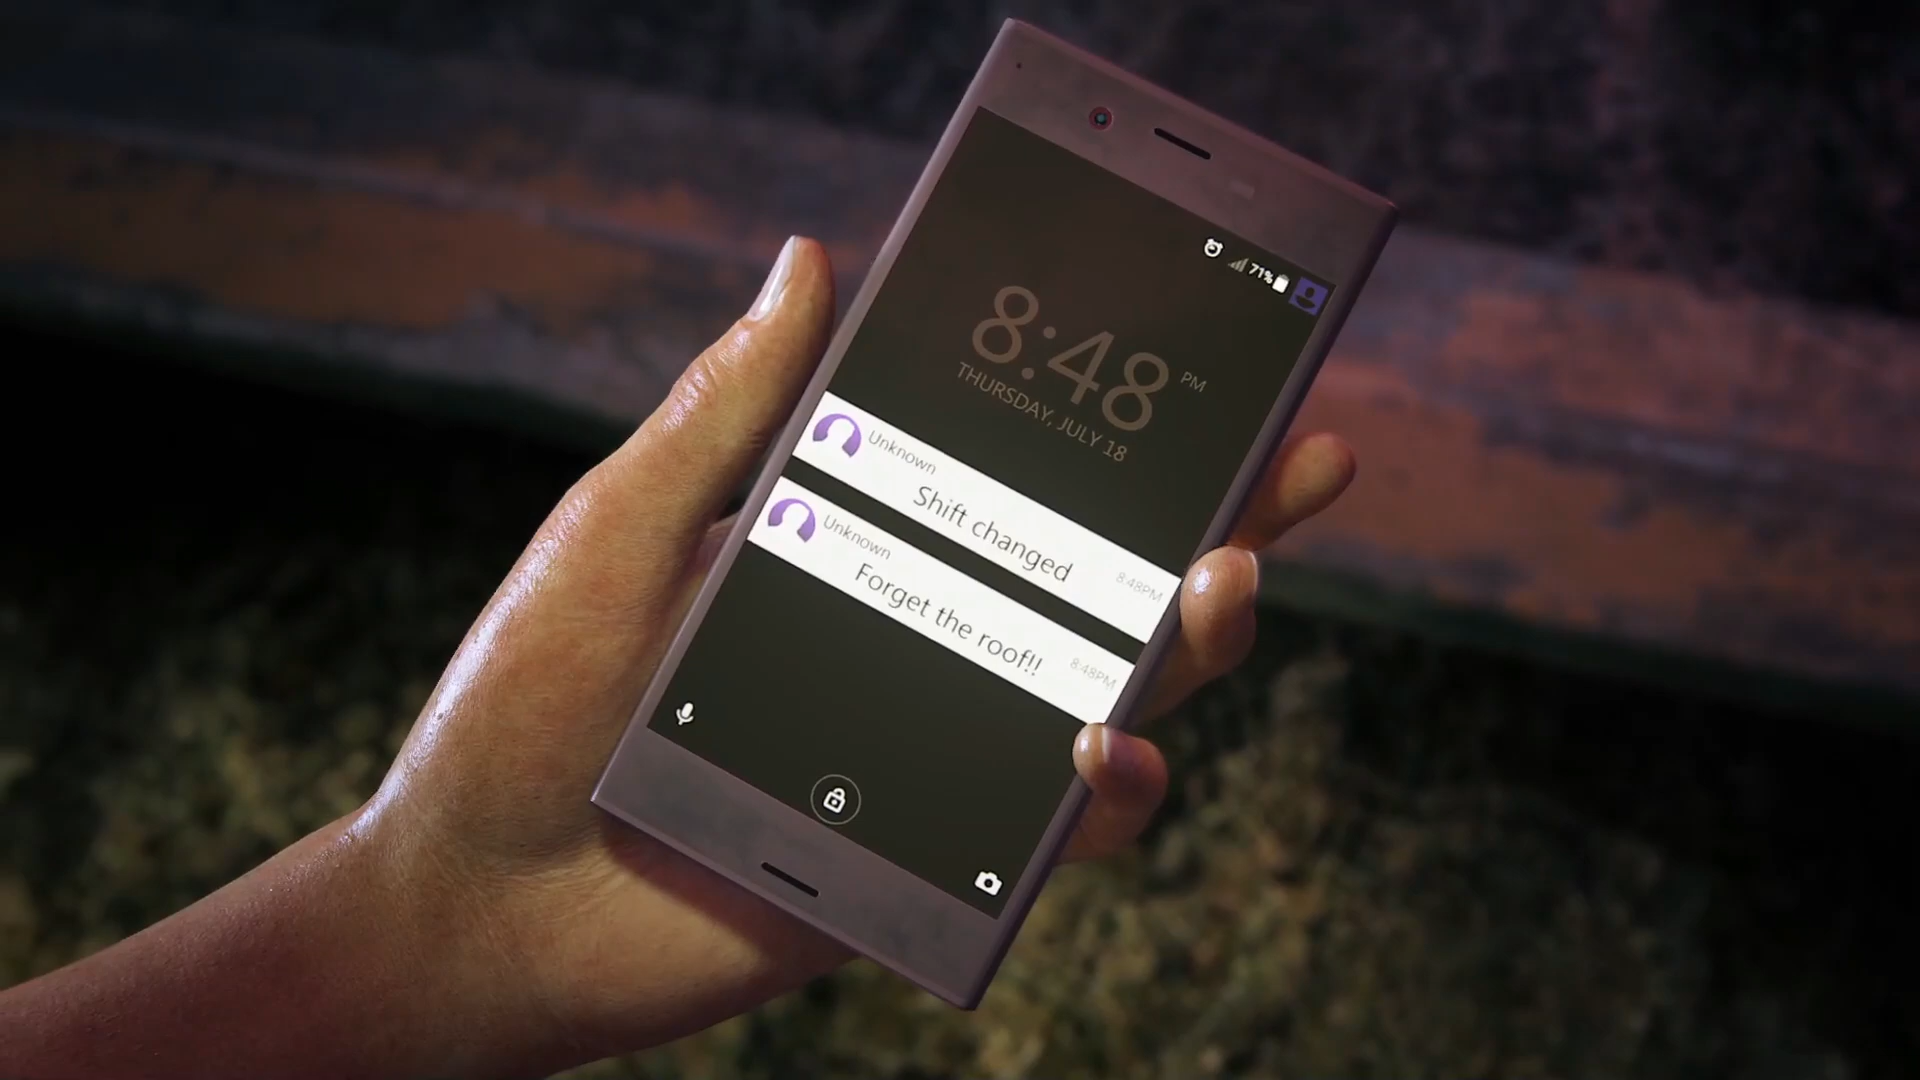 71%
8:48 PM
THURSDAY, JULY 18
Unknown
Shift changed
8:48PM
Unknown
Forget the roof!!
8:48PM